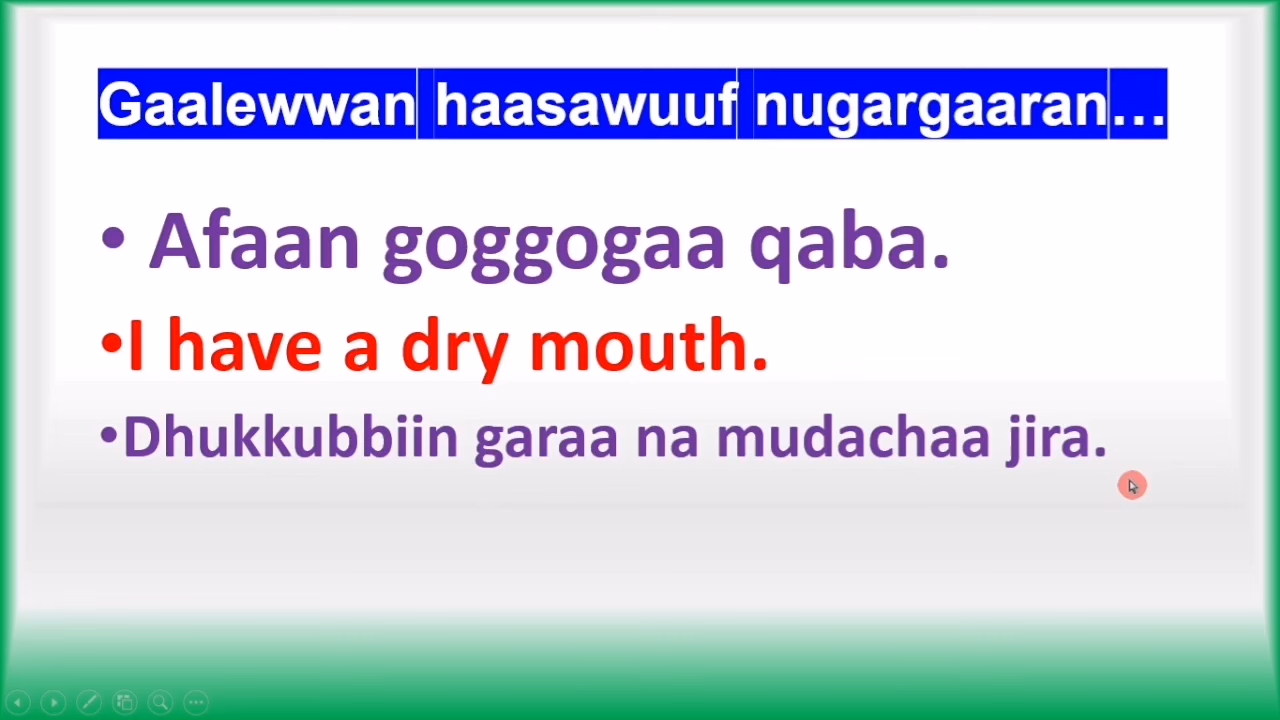 Gaalewwan haasawuuf nugargaaran...
• Afaan goggogaa qaba.
•I have a dry mouth.
•Dhukkubbiin garaa na mudachaa jira.